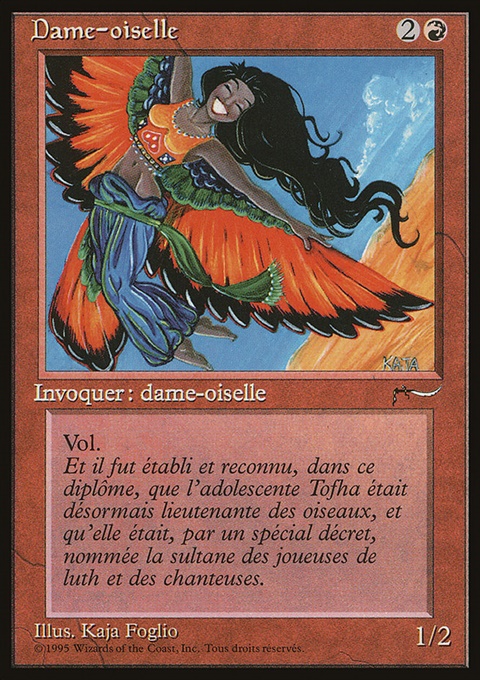 Dame-oiselle
2
KAJA
Invoquer : dame-oiselle
Vol.
Et il fut établi et reconnu, dans ce
diplôme, que l'adolescente Tofha était
désormais lieutenante des oiseaux, et
qu'elle était, par un spécial décret,
nommée la sultane des joueuses de
luth et des chanteuses.
Illus. Kaja Foglio
1/2
©1995 Wizards of the Coast, Inc. Tous droits réservés.